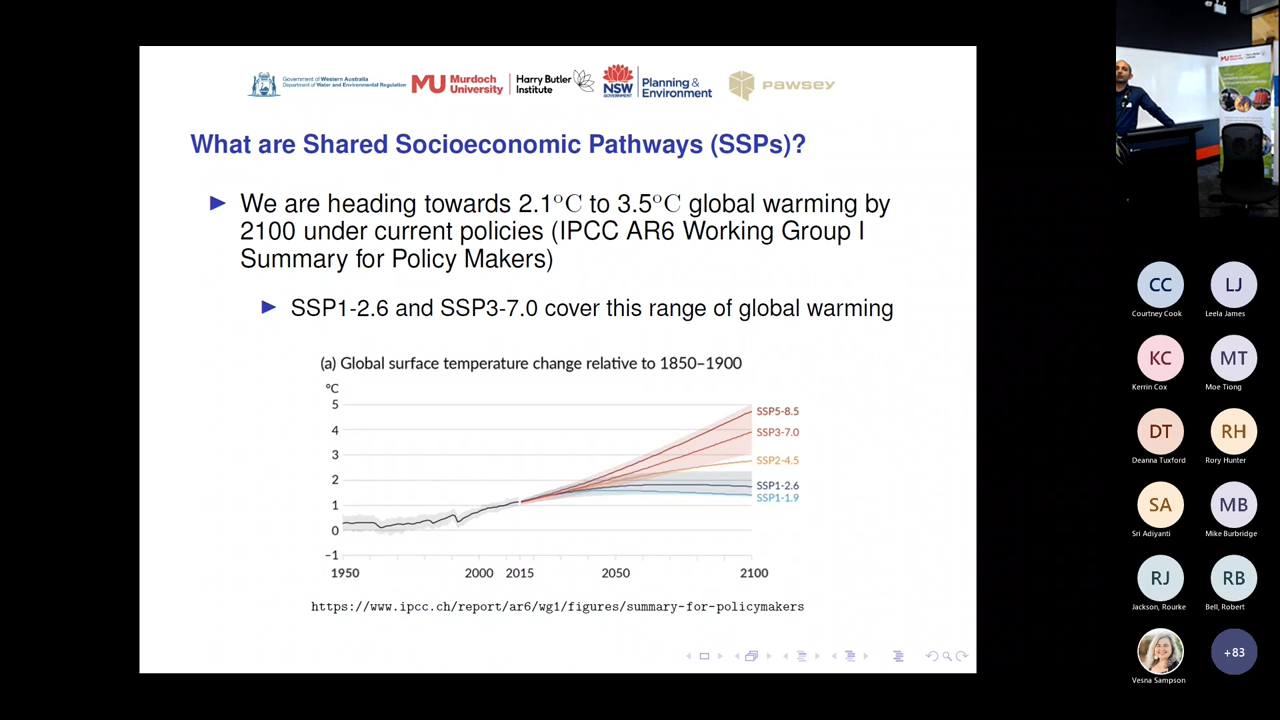 Government of Western Australia
Department of Water and Environmental Regulation
MU Murdoch University
Harry Butler Institute
NSW GOVERNMENT
Planning & Environment
PAWSEY
What are Shared Socioeconomic Pathways (SSPs)?
We are heading towards 2.1°C to 3.5°C global warming by
2100 under current policies (IPCC AR6 Working Group I
Summary for Policy Makers)
SSP1-2.6 and SSP3-7.0 cover this range of global warming
(a) Global surface temperature change relative to 1850–1900
°C
5
4
3
2
1
0
−1
1950 2000 2015 2050 2100
SSP5-8.5
SSP3-7.0
SSP2-4.5
SSP1-2.6
SSP1-1.9
https://www.ipcc.ch/report/ar6/wg1/figures/summary-for-policymakers
CC LJ
Courtney Cook Leela James
KC MT
Kerrin Cox Moe Tiong
DT RH
Deanna Tuxford Rory Hunter
SA MB
Sri Adiyanti Mike Burbridge
RJ RB
Jackson, Rourke Bell, Robert
+83
Vesna Sampson